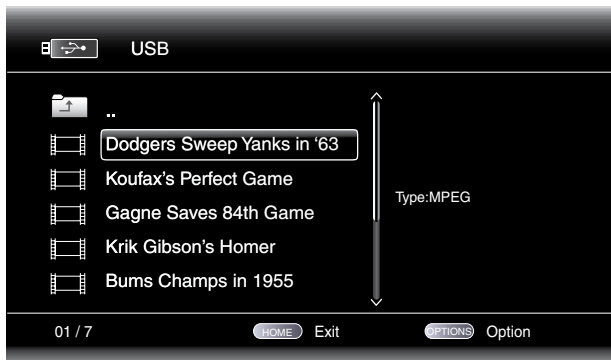 USB
..
Dodgers Sweep Yanks in ‘63
Koufax's Perfect Game
Type:MPEG
Gagne Saves 84th Game
Krik Gibson's Homer
Bums Champs in 1955
01 / 7 HOME Exit OPTIONS Option